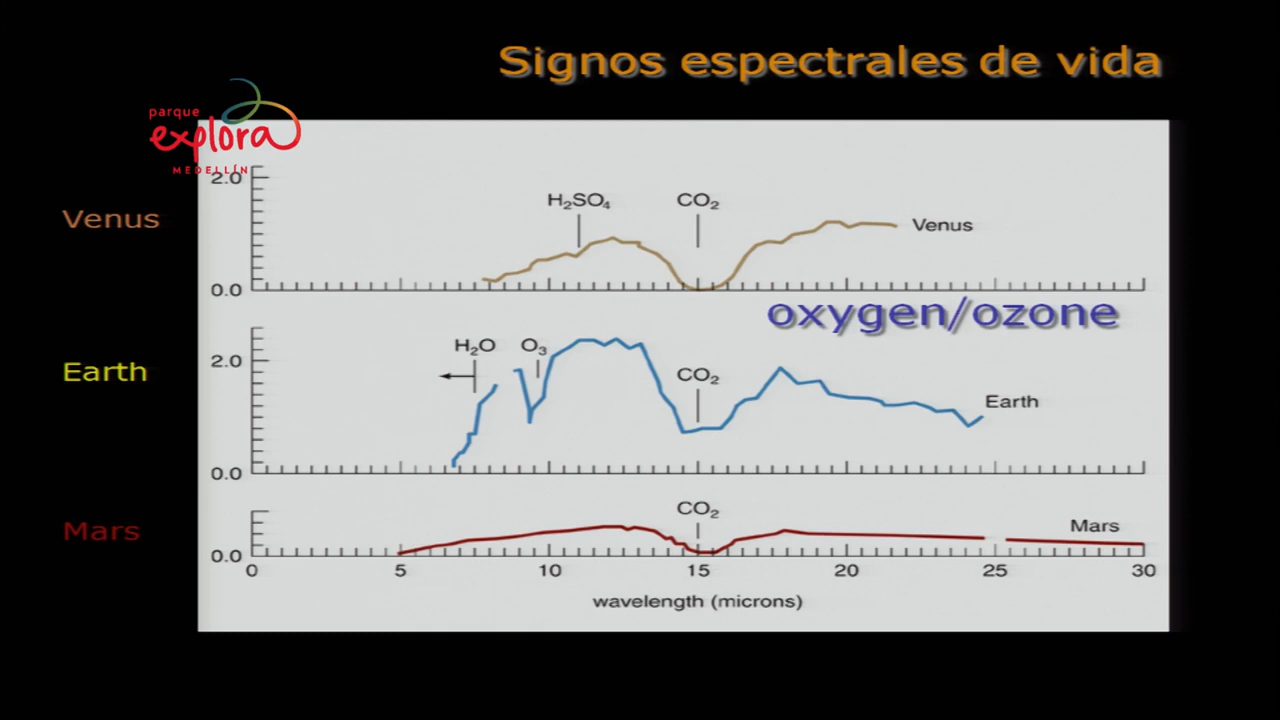 Signos espectrales de vida
parque
explora
MEDELLÍN
2.0
H₂SO₄
CO₂
Venus
Venus
0.0
oxygen/ozone
H₂O
O₃
2.0
CO₂
Earth
Earth
0.0
CO₂
Mars
Mars
0.0
0 5 10 15 20 25 30
wavelength (microns)